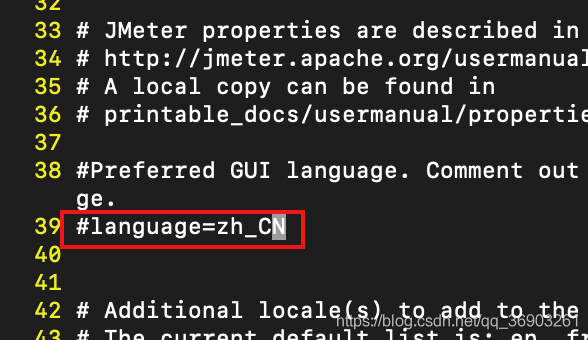 32
33 # JMeter properties are described in
34 # http://jmeter.apache.org/usermanual
35 # A local copy can be found in
36 # printable_docs/usermanual/propertie
37
38 #Preferred GUI language. Comment out
ge.
39 #language=zh_CN
40
41
42 # Additional locale(s) to add to the
https://blog.csdn.net/qq_36903261
43 # The current default list is: en, fr